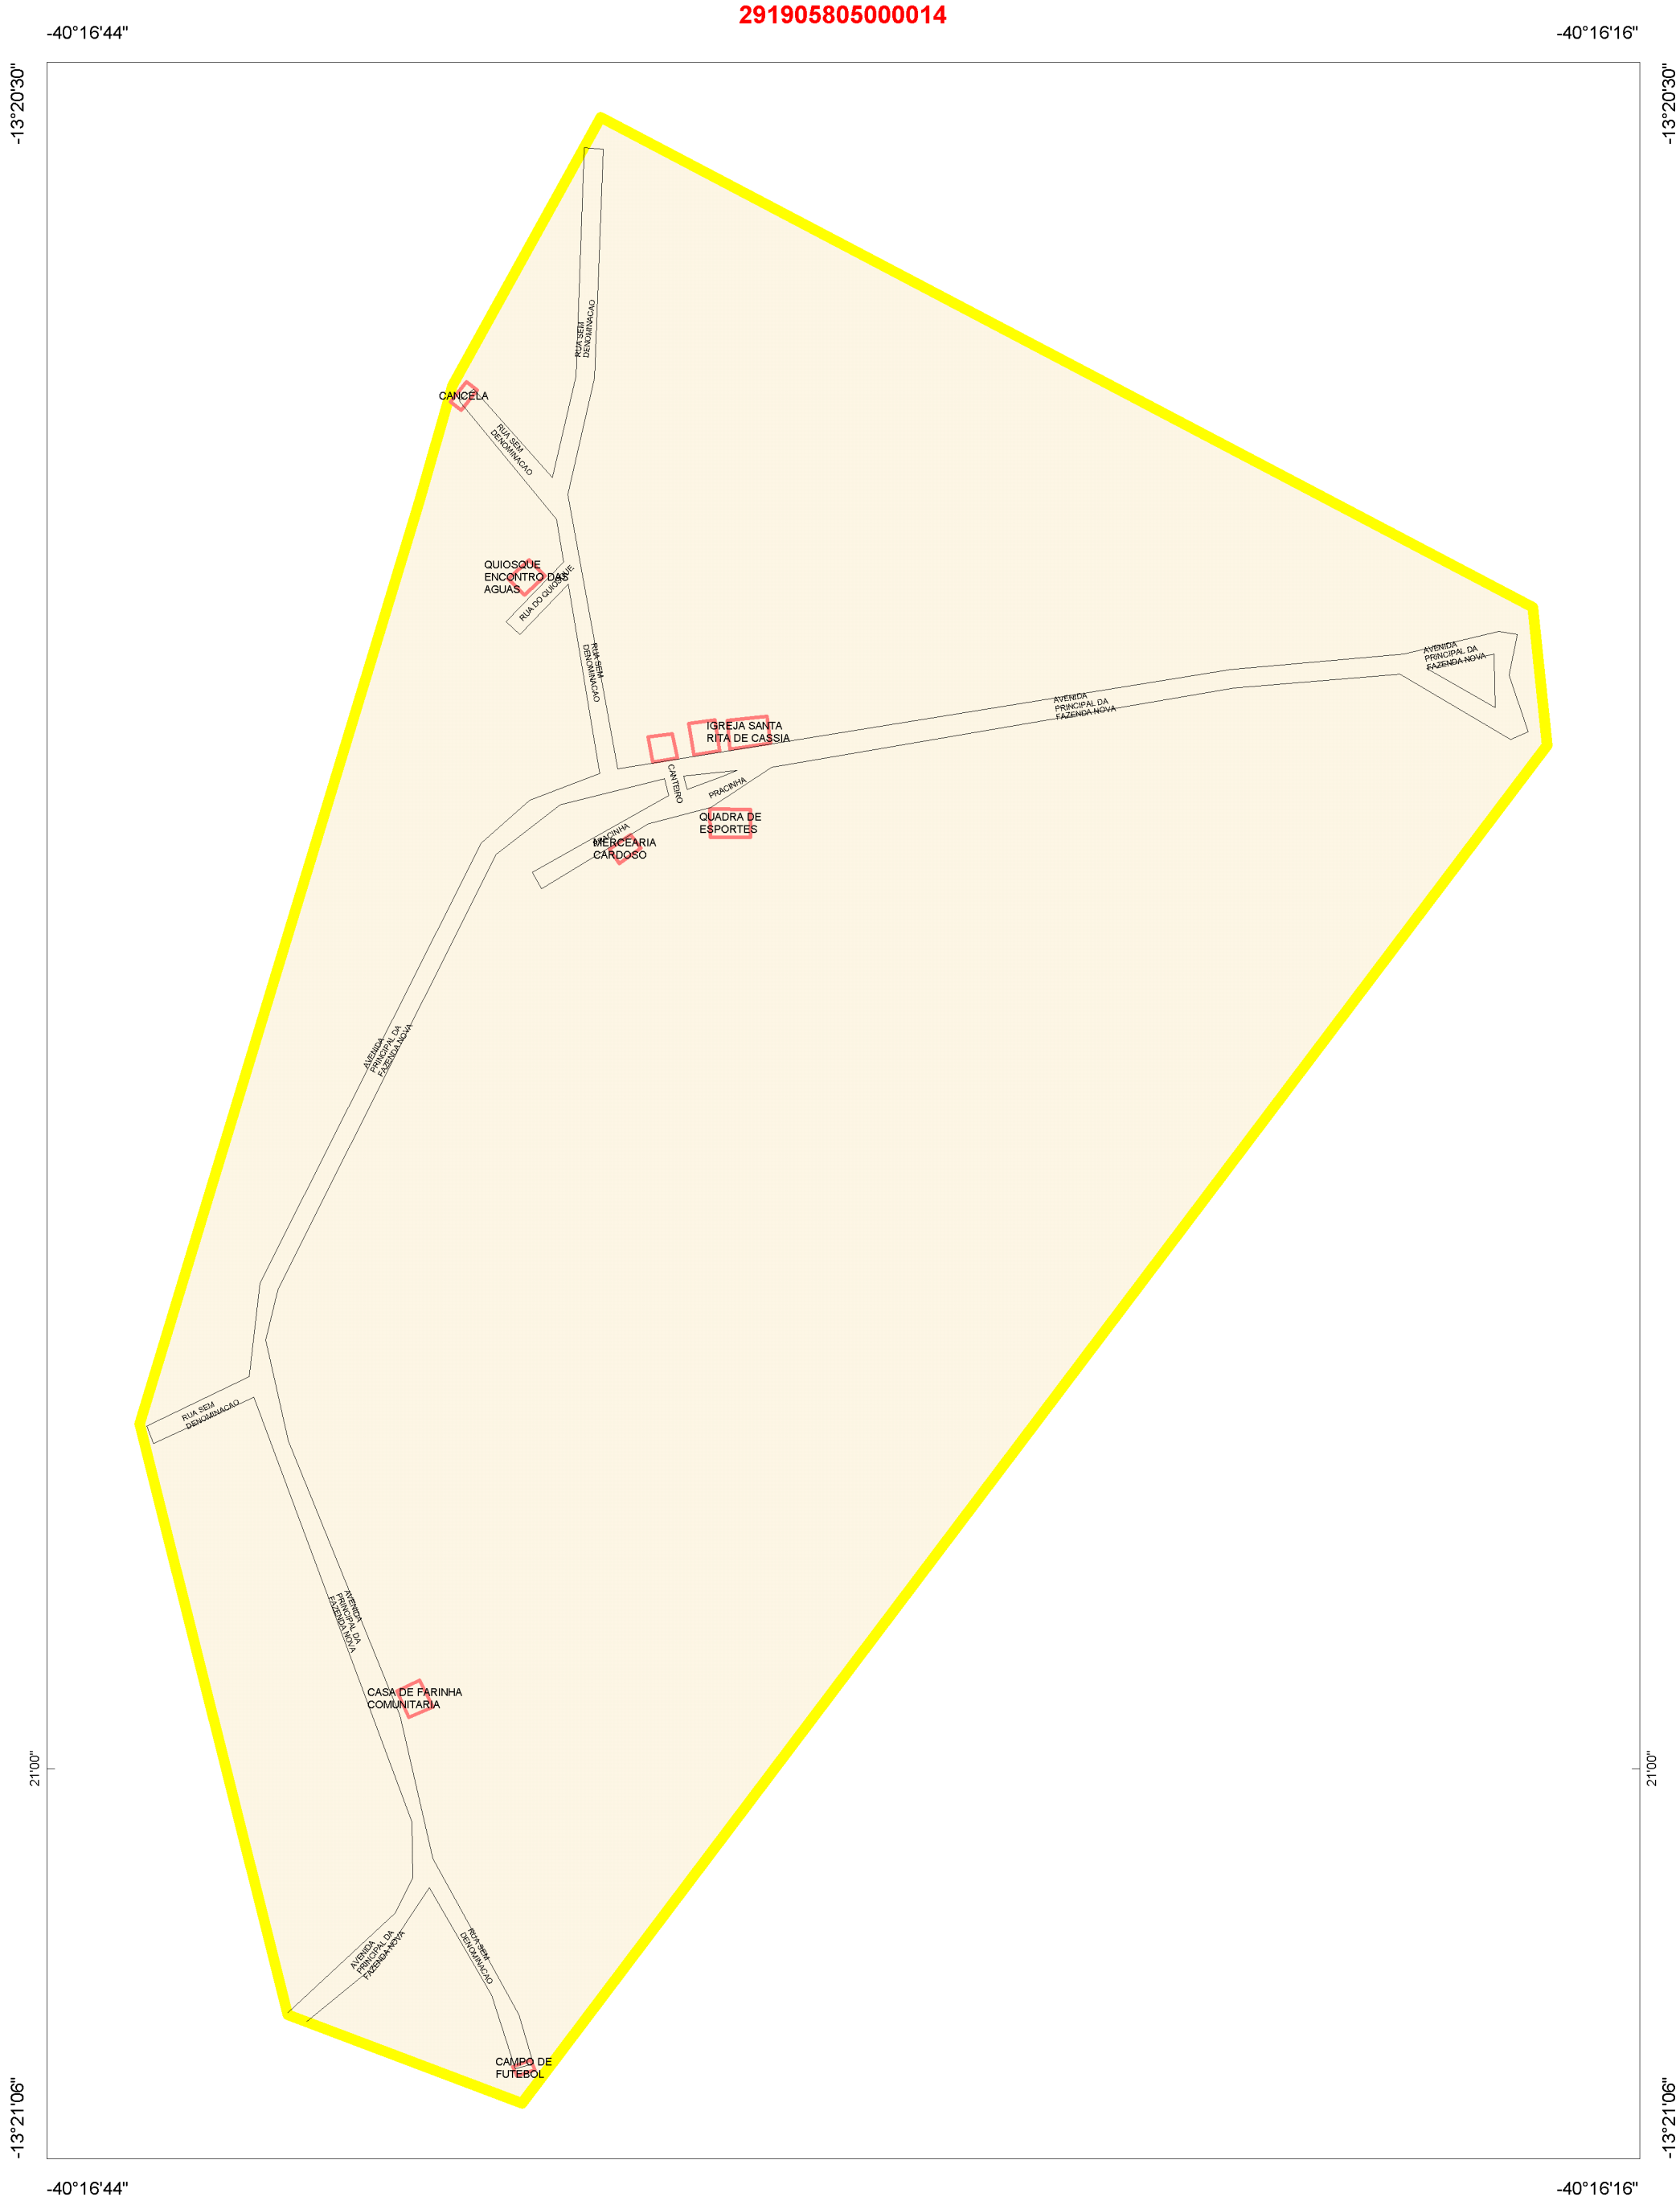 291905805000014
-40°16'44"
-40°16'16"
-13°20'30"
-13°20'30"
RUA SEM
DENOMINACAO
CANCELA
RUA SEM
DENOMINACAO
QUIOSQUE
ENCONTRO DAS
AGUAS
RUA DO QUIOSQUE
RUA SEM
DENOMINACAO
AVENIDA
PRINCIPAL DA
FAZENDA NOVA
AVENIDA
PRINCIPAL DA
FAZENDA NOVA
IGREJA SANTA
RITA DE CASSIA
CANTEIRO
PRACINHA
QUADRA DE
ESPORTES
PRACINHA
MERCEARIA
CARDOSO
AVENIDA
PRINCIPAL DA
FAZENDA NOVA
RUA SEM
DENOMINACAO
AVENIDA
PRINCIPAL DA
FAZENDA NOVA
CASA DE FARINHA
COMUNITARIA
21'00"
21'00"
AVENIDA
PRINCIPAL DA
FAZENDA NOVA
RUA SEM
DENOMINACAO
CAMPO DE
FUTEBOL
-13°21'06"
-13°21'06"
-40°16'44"
-40°16'16"